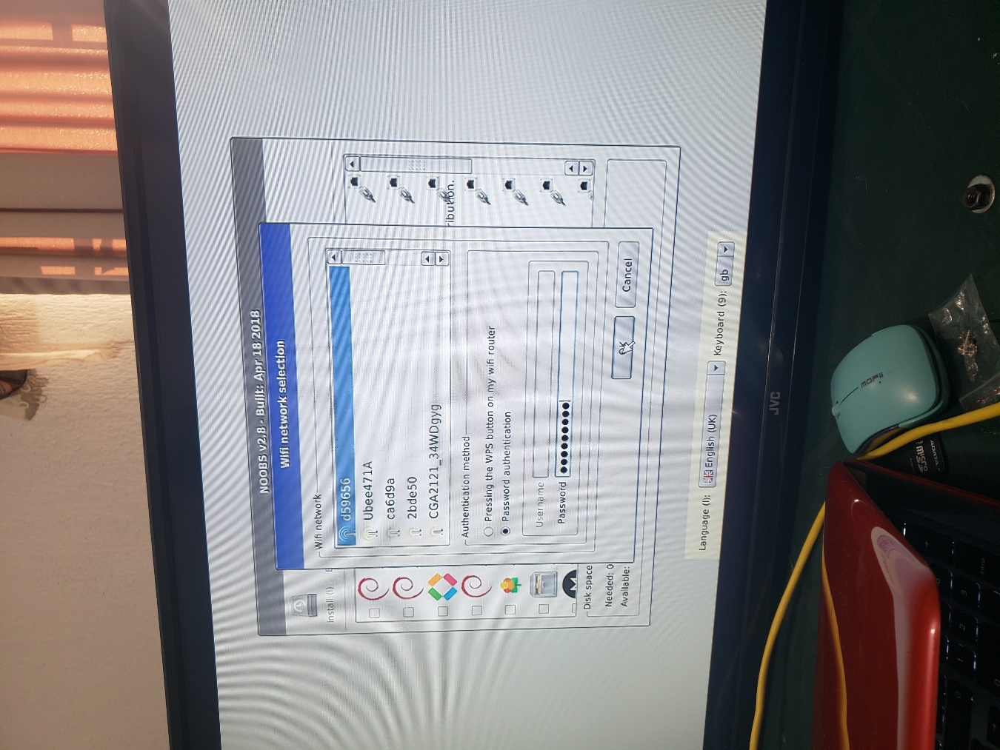 NOOBS v2.8 - Built: Apr 18 2018
Wifi network selection
Install (i)
Wifi network
d59656
Ubee471A
ca6d9a
2bde50
CGA2121_34WDgyg
ribution.
Authentication method
Pressing the WPS button on my wifi router
Password authentication
Username
Password
Cancel
Disk space
Needed: 0
Available:
Language (l):
English (UK)
Keyboard (9):
gb
JVC
ADATA
Micro